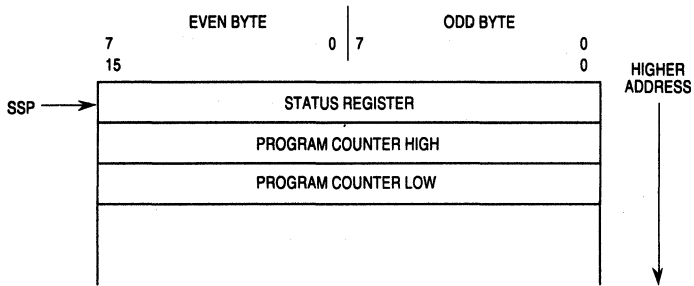 EVEN BYTE ODD BYTE
7 0 7 0
15 0
HIGHER
ADDRESS
SSP STATUS REGISTER
PROGRAM COUNTER HIGH
PROGRAM COUNTER LOW